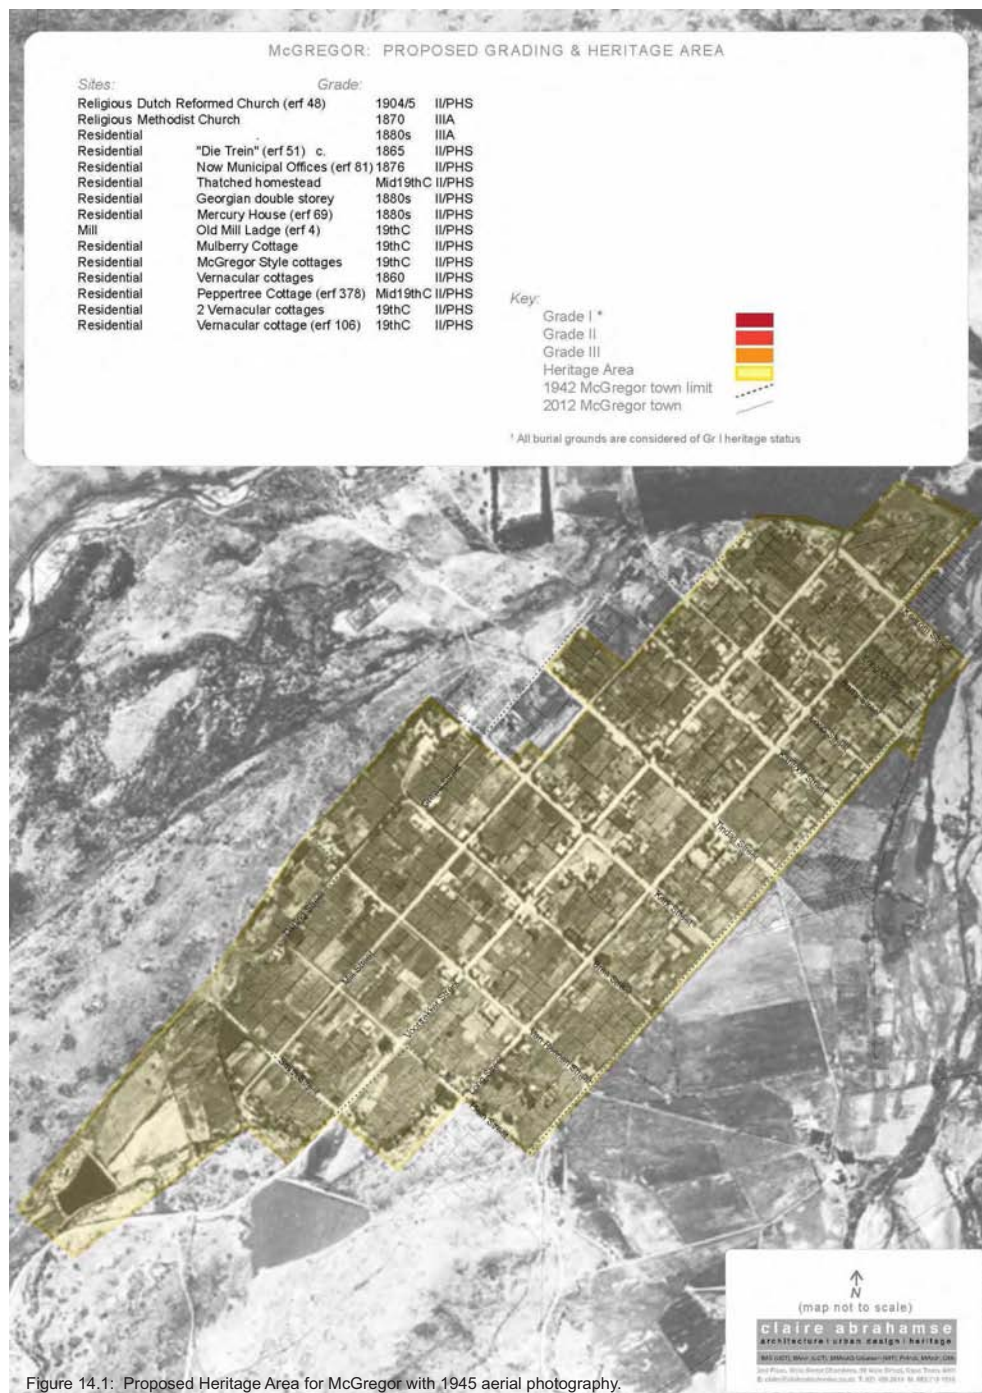 McGREGOR: PROPOSED GRADING & HERITAGE AREA
Sites: Grade:
Religious Dutch Reformed Church (erf 48) 1904/5 II/PHS
Religious Methodist Church 1870 IIIA
Residential 1880s IIIA
Residential "Die Trein" (erf 51) c. 1865 II/PHS
Residential Now Municipal Offices (erf 81) 1876 II/PHS
Residential Thatched homestead Mid19thC II/PHS
Residential Georgian double storey 1880s II/PHS
Residential Mercury House (erf 69) 1880s II/PHS
Mill Old Mill Ladge (erf 4) 19thC II/PHS
Residential Mulberry Cottage 19thC II/PHS
Residential McGregor Style cottages 19thC II/PHS
Residential Vernacular cottages 1860 II/PHS
Residential Peppertree Cottage (erf 378) Mid19thC II/PHS
Residential 2 Vernacular cottages 19thC II/PHS
Residential Vernacular cottage (erf 106) 19thC II/PHS
Key:
Grade I *
Grade II
Grade III
Heritage Area
1942 McGregor town limit
2012 McGregor town
* All burial grounds are considered of Gr I heritage status
Tindall Street
Keet Street
Mill Street
Voortrekker Street
N
(map not to scale)
claire abrahamse
architecture | urban design | heritage
Figure 14.1: Proposed Heritage Area for McGregor with 1945 aerial photography.